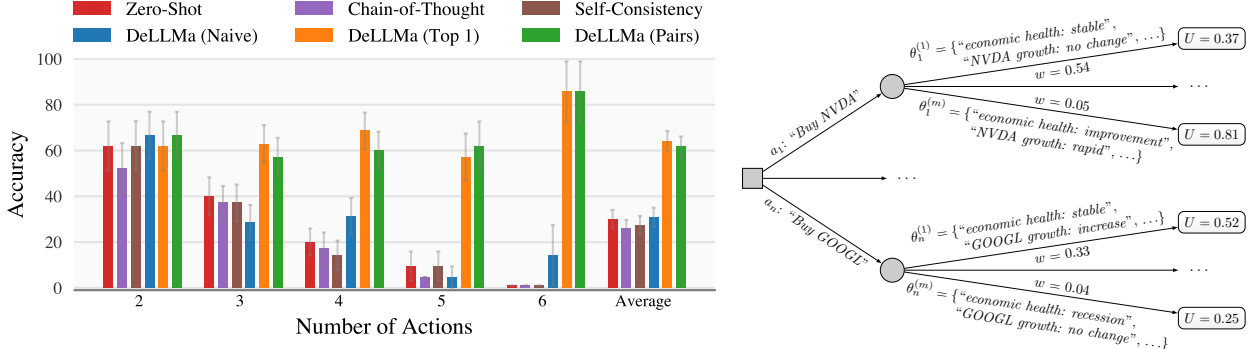 Zero-Shot
Chain-of-Thought
Self-Consistency
DeLLMa (Naive)
DeLLMa (Top 1)
DeLLMa (Pairs)
100
80
60
40
20
0
Accuracy
2
3
4
5
6
Average
Number of Actions
a₁: “Buy NVDA”
· · ·
aₙ: “Buy GOOGL”
θ₁⁽¹⁾ = {“economic health: stable”,
“NVDA growth: no change”, …}
w = 0.54
U = 0.37
· · ·
w = 0.05
θ₁⁽ᵐ⁾ = {“economic health: improvement”,
“NVDA growth: rapid”, …}
U = 0.81
θₙ⁽¹⁾ = {“economic health: stable”,
“GOOGL growth: increase”, …}
w = 0.33
U = 0.52
· · ·
w = 0.04
θₙ⁽ᵐ⁾ = {“economic health: recession”,
“GOOGL growth: no change”, …}
U = 0.25